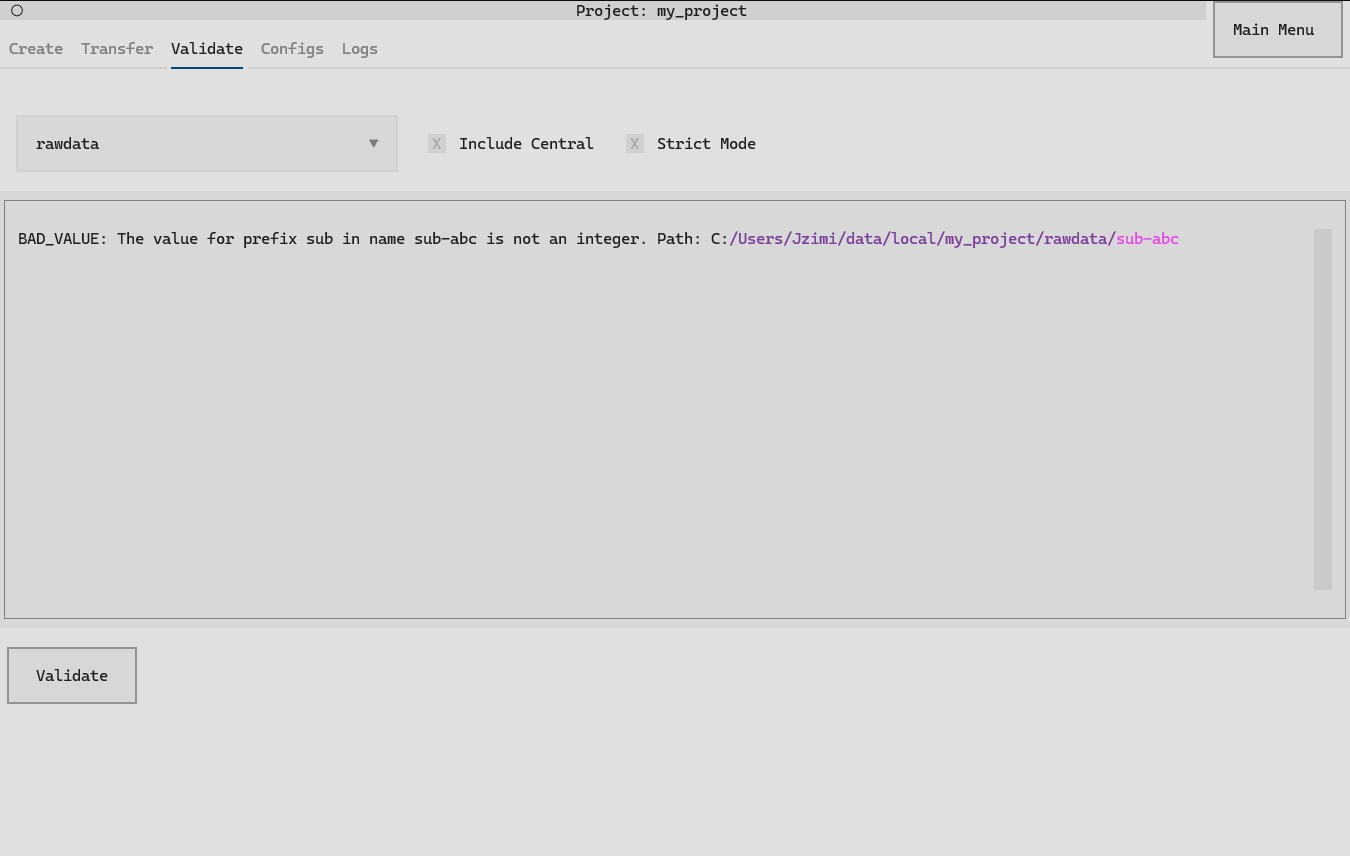 Project: my_project
Main Menu
Create Transfer Validate Configs Logs
rawdata ▼ X Include Central X Strict Mode
BAD_VALUE: The value for prefix sub in name sub-abc is not an integer. Path: C:/Users/Jzimi/data/local/my_project/rawdata/sub-abc
Validate